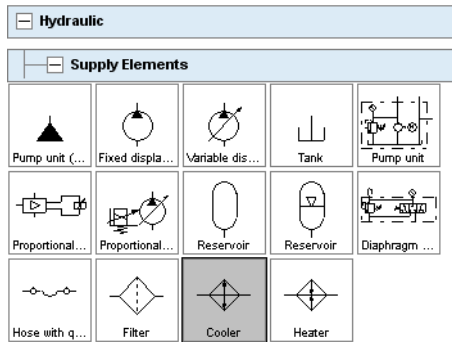 Hydraulic
Supply Elements
Pump unit (...
Fixed displa...
Variable dis...
Tank
Pump unit
Proportional...
Proportional...
Reservoir
Reservoir
Diaphragm ...
Hose with q...
Filter
Cooler
Heater